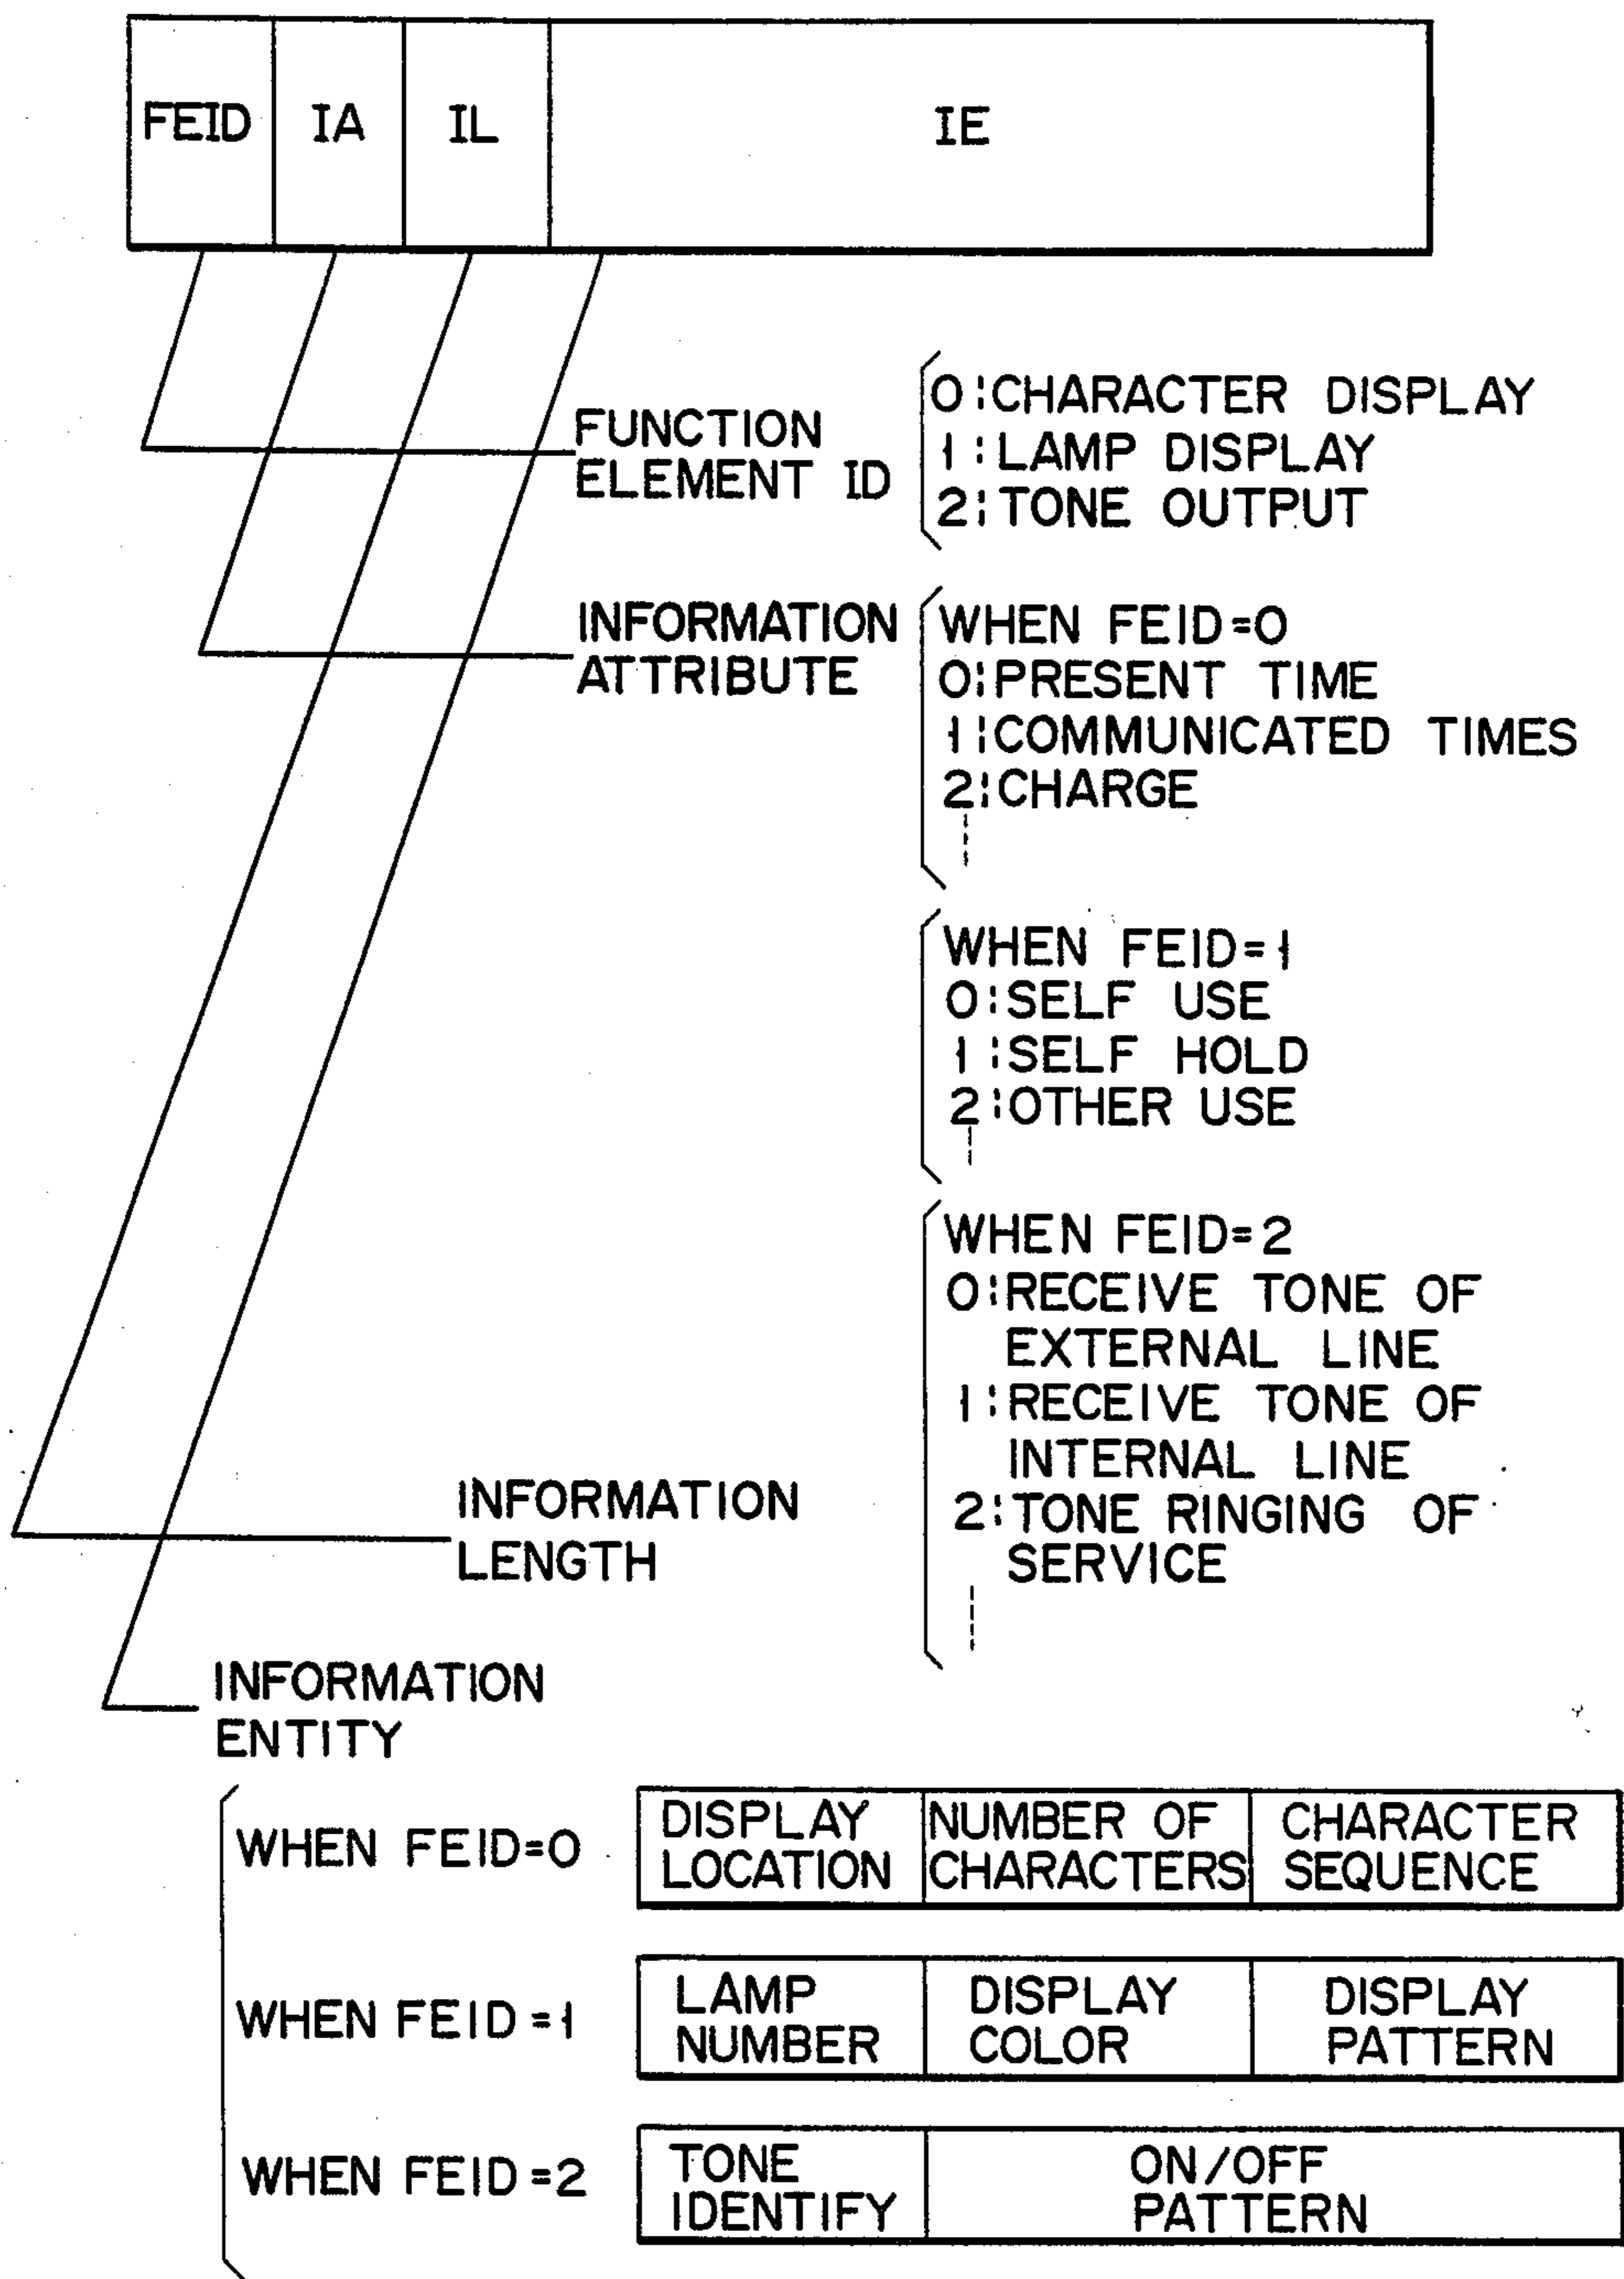 FEID IA IL IE
FUNCTION
ELEMENT ID
0:CHARACTER DISPLAY
1:LAMP DISPLAY
2:TONE OUTPUT
INFORMATION
ATTRIBUTE
WHEN FEID=0
0:PRESENT TIME
1:COMMUNICATED TIMES
2:CHARGE
WHEN FEID=1
0:SELF USE
1:SELF HOLD
2:OTHER USE
WHEN FEID=2
0:RECEIVE TONE OF
EXTERNAL LINE
1:RECEIVE TONE OF
INTERNAL LINE
2:TONE RINGING OF
SERVICE
INFORMATION
LENGTH
INFORMATION
ENTITY
WHEN FEID=0
DISPLAY
LOCATION
NUMBER OF
CHARACTERS
CHARACTER
SEQUENCE
WHEN FEID=1
LAMP
NUMBER
DISPLAY
COLOR
DISPLAY
PATTERN
WHEN FEID=2
TONE
IDENTIFY
ON/OFF
PATTERN